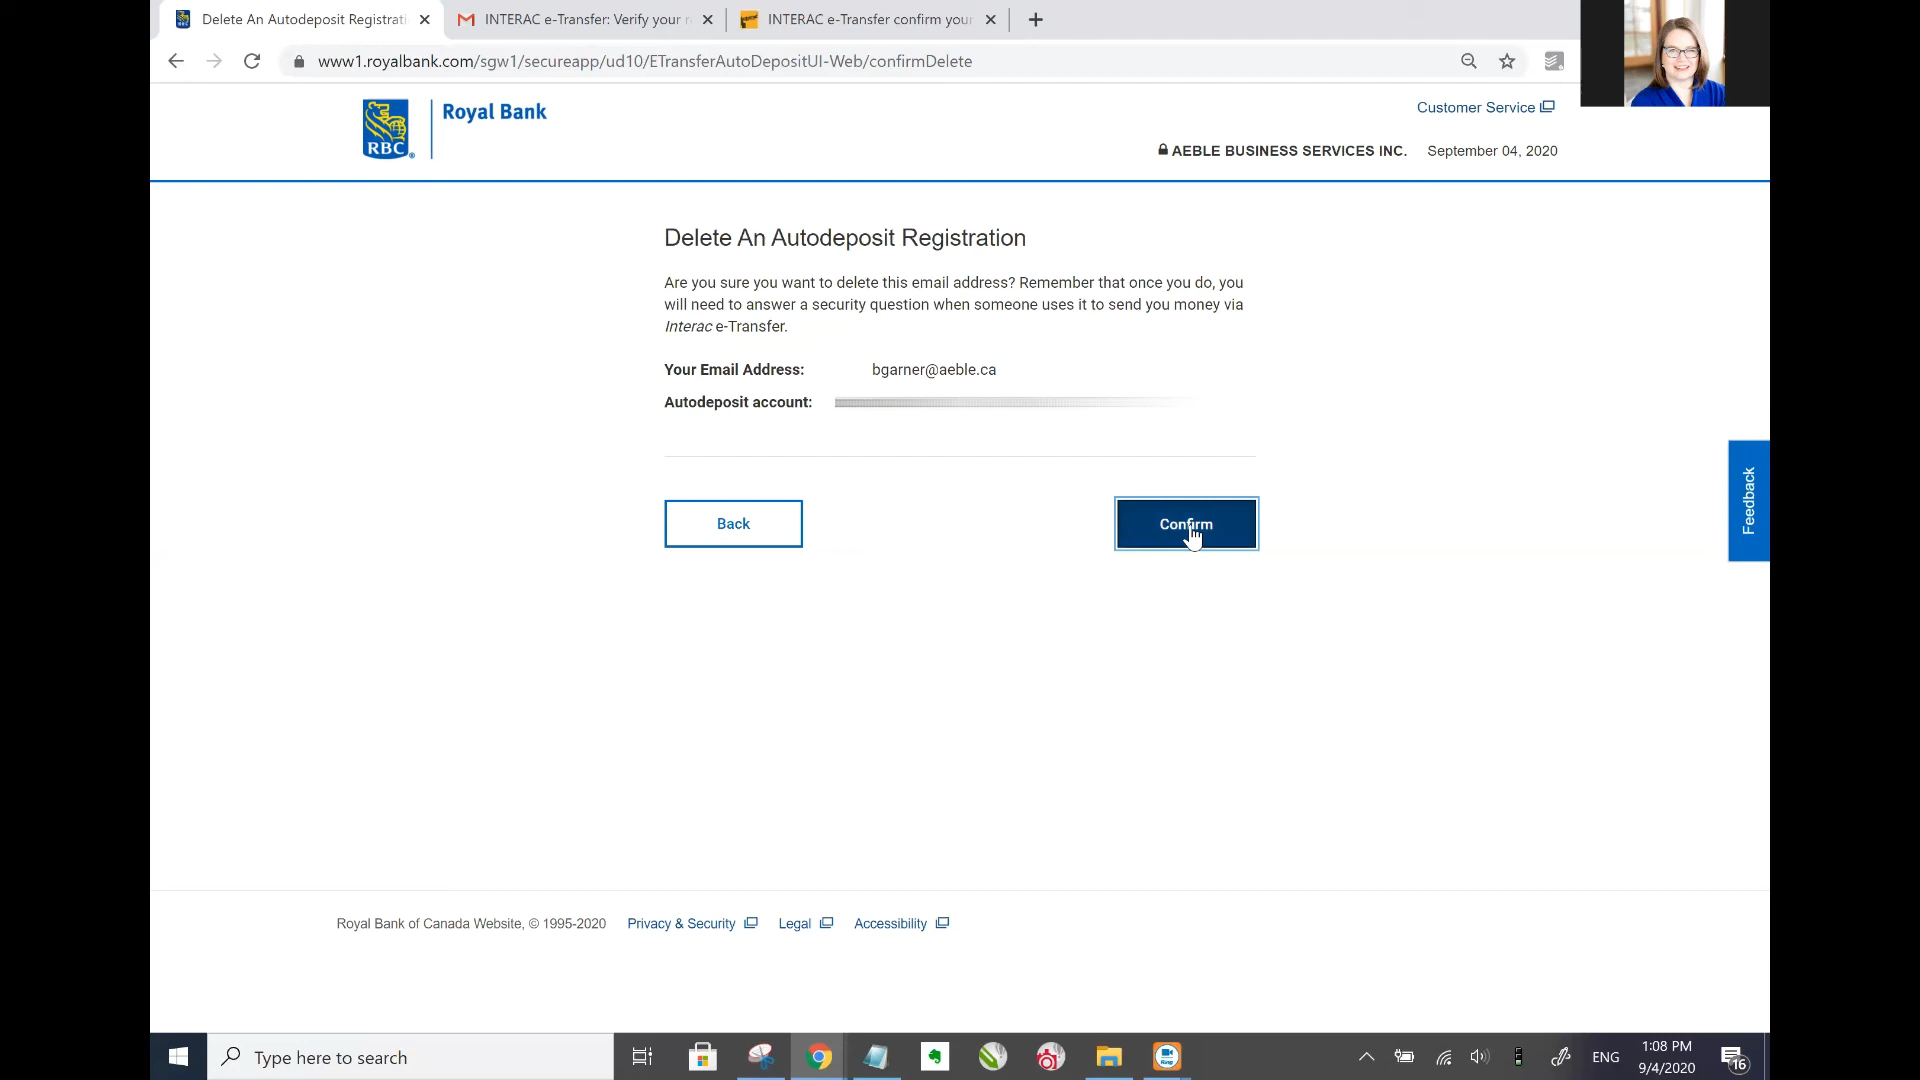 Delete An Autodeposit Registrati
INTERAC e-Transfer: Verify your r
INTERAC e-Transfer confirm your
www1.royalbank.com/sgw1/secureapp/ud10/ETransferAutoDepositUI-Web/confirmDelete
RBC
Royal Bank
Customer Service
AEBLE BUSINESS SERVICES INC. September 04, 2020
Delete An Autodeposit Registration
Are you sure you want to delete this email address? Remember that once you do, you
will need to answer a security question when someone uses it to send you money via
Interac e-Transfer.
Your Email Address: bgarner@aeble.ca
Autodeposit account:
Back
Confirm
Feedback
Royal Bank of Canada Website, © 1995-2020 Privacy & Security Legal Accessibility
Type here to search
ENG
1:08 PM
9/4/2020
16